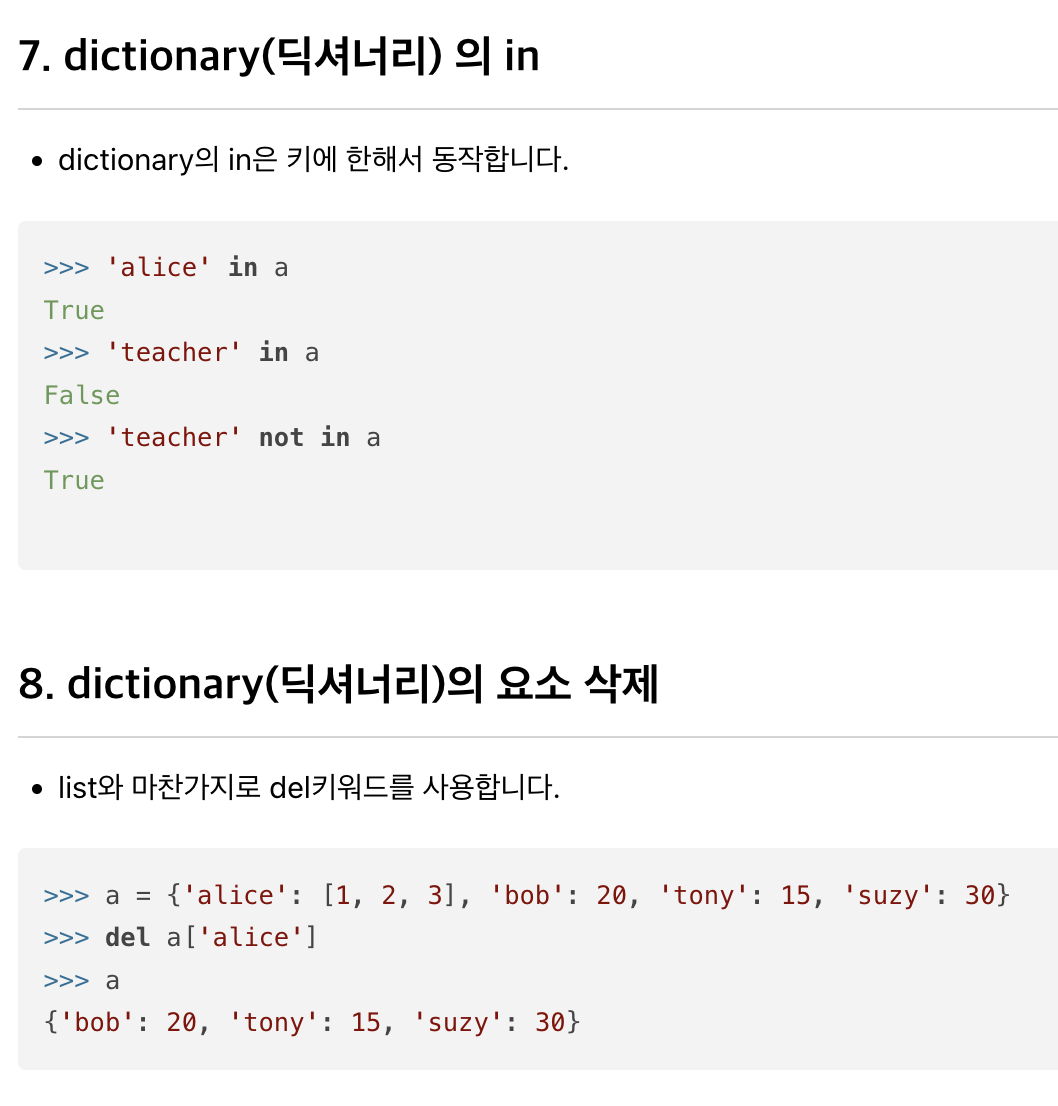 7. dictionary(딕셔너리) 의 in
• dictionary의 in은 키에 한해서 동작합니다.
>>> 'alice' in a
True
>>> 'teacher' in a
False
>>> 'teacher' not in a
True
8. dictionary(딕셔너리)의 요소 삭제
• list와 마찬가지로 del키워드를 사용합니다.
>>> a = {'alice': [1, 2, 3], 'bob': 20, 'tony': 15, 'suzy': 30}
>>> del a['alice']
>>> a
{'bob': 20, 'tony': 15, 'suzy': 30}